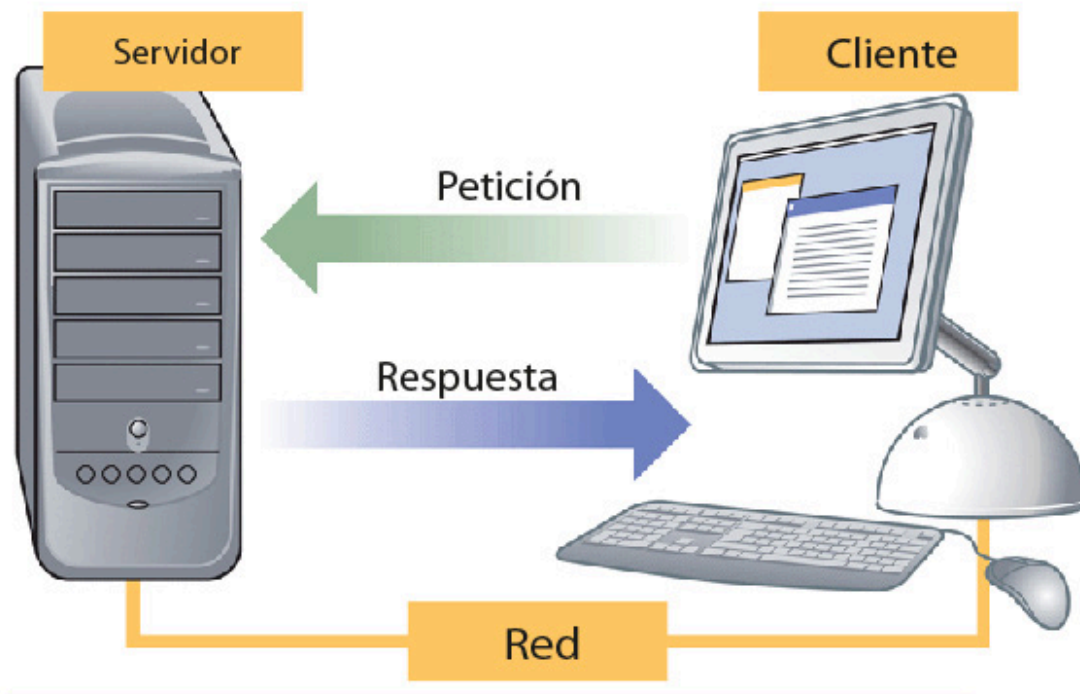 Servidor
Cliente
Petición
Respuesta
Red